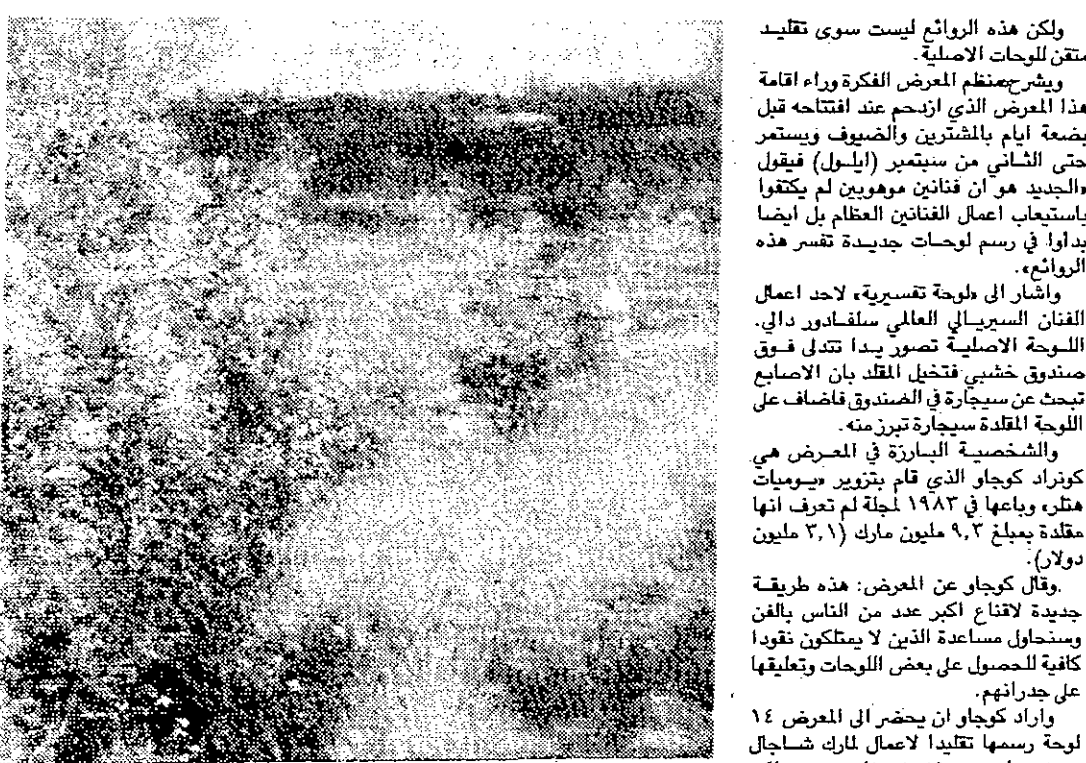 ولكن هذه الروائع ليست سوى تقليد
متقن للوحات الاصلية.
ويشرح منظم المعرض الفكرة وراء اقامة
هذا المعرض الذي ازدحم عند افتتاحه قبل
بضعة ايام بالمشترين والضيوف ويستمر
حتى الثاني من سبتمبر (ايلول) فيقول
«الجديد هو ان فنانين موهوبين لم يكتفوا
باستيعاب اعمال الفنانين العظام بل ايضا
بدأوا في رسم لوحات جديدة تفسر هذه
الروائع».
واشار الى «لوحة تفسيرية» لاحد اعمال
الفنان السيريالي العالمي سلفادور دالي.
اللوحة الاصلية تصور يدا تتدلى فوق
صندوق خشبي فتخيل المقلد بان الاصابع
تبحث عن سيجارة في الصندوق فاضاف على
اللوحة المقلدة سيجارة تبرز منه.
والشخصية البارزة في المعرض هي
كونراد كوجاو الذي قام بتزوير «يوميات
هتلر» وباعها في ١٩٨٣ لمجلة لم تعرف انها
مقلدة بمبلغ ٩,٣ مليون مارك (٣,١ مليون
دولار).
وقال كوجاو عن المعرض: هذه طريقة
جديدة لاقناع اكبر عدد من الناس بالفن
وسنحاول مساعدة الذين لا يمتلكون نقودا
كافية للحصول على بعض اللوحات وتعليقها
على جدرانهم.
واراد كوجاو ان يحضر الى المعرض ١٤
لوحة رسمها تقليدا لاعمال لمارك شاجال